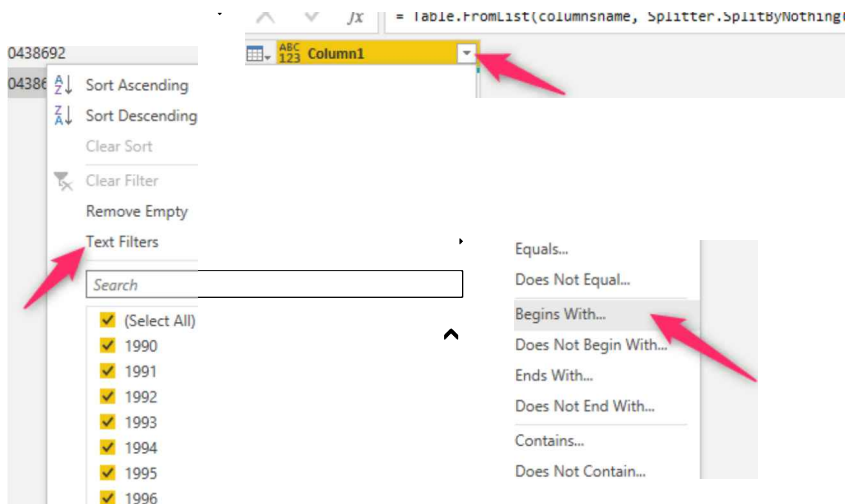 fx = Table.FromList(columnsname, Splitter.SplitByNothing(
0438692
ABC 123 Column1
0438
Sort Ascending
Sort Descending
Clear Sort
Clear Filter
Remove Empty
Text Filters
Search
(Select All)
1990
1991
1992
1993
1994
1995
1996
Equals...
Does Not Equal...
Begins With...
Does Not Begin With...
Ends With...
Does Not End With...
Contains...
Does Not Contain...